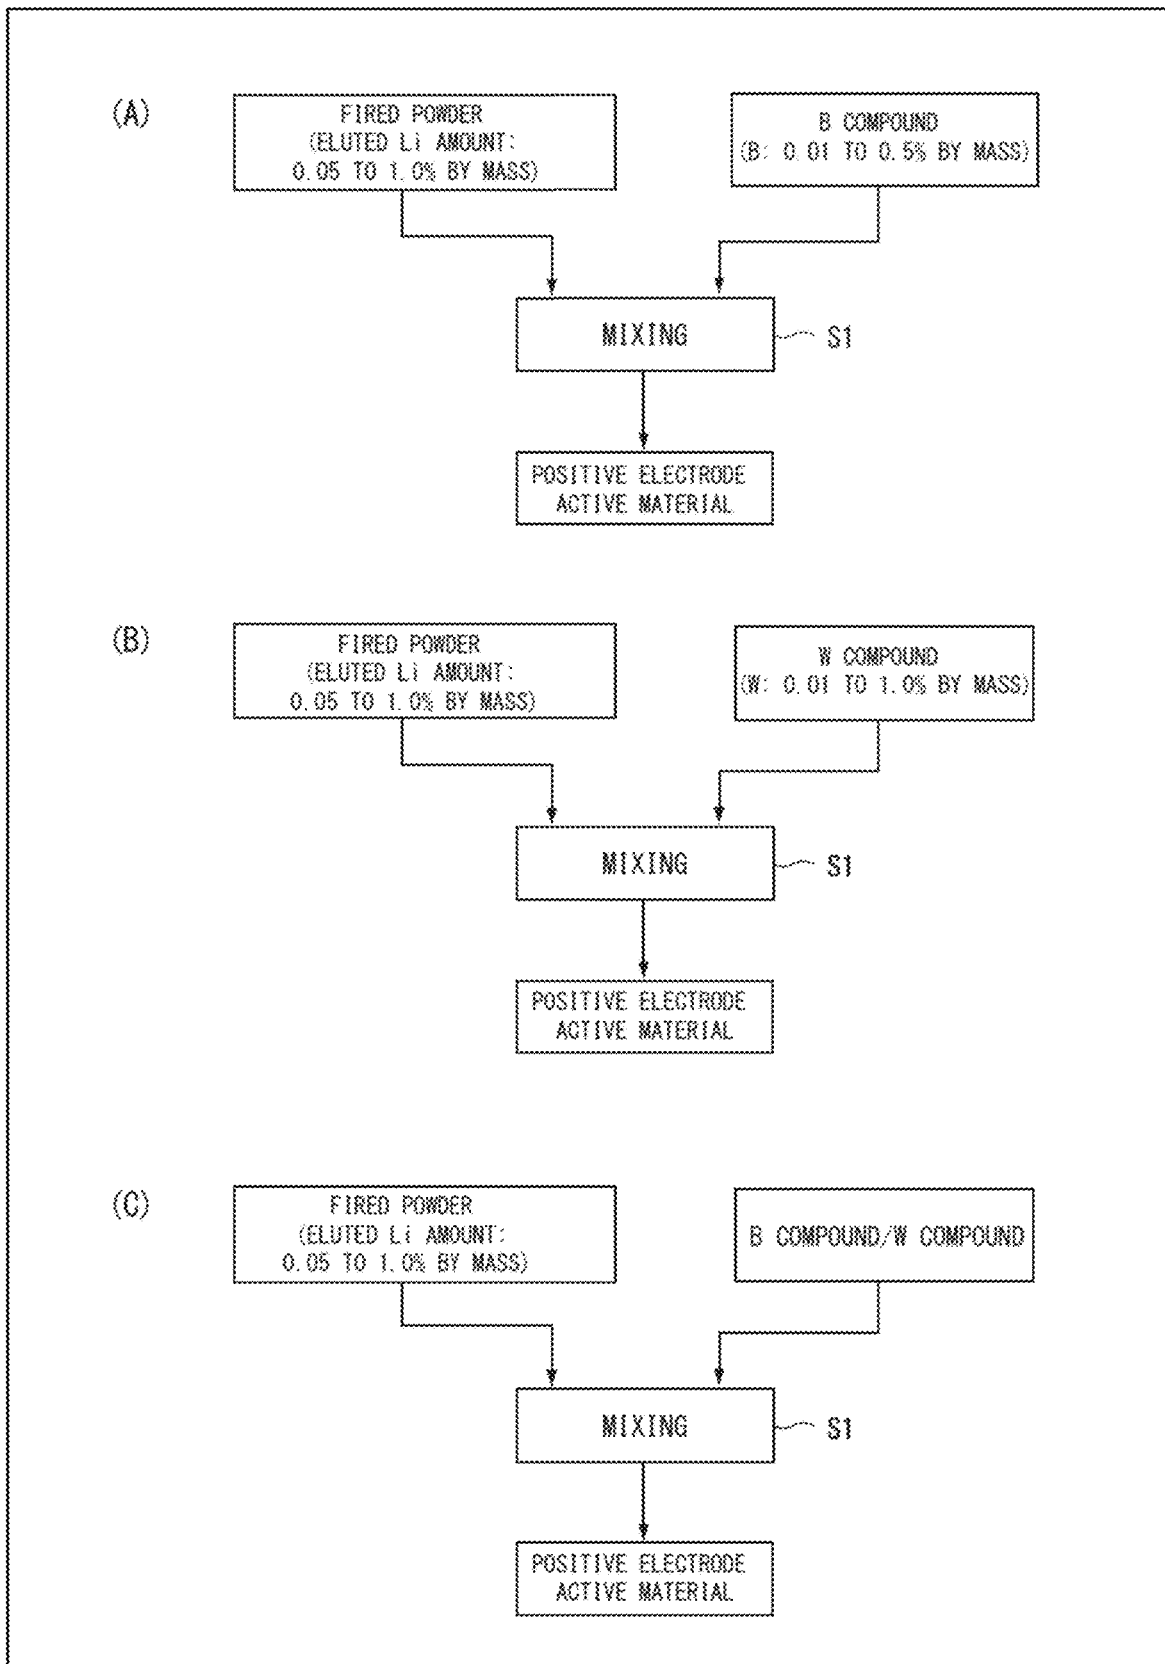 (A)
FIRED POWDER
(ELUTED Li AMOUNT:
0.05 TO 1.0% BY MASS)
B COMPOUND
(B: 0.01 TO 0.5% BY MASS)
MIXING
S1
POSITIVE ELECTRODE
ACTIVE MATERIAL
(B)
FIRED POWDER
(ELUTED Li AMOUNT:
0.05 TO 1.0% BY MASS)
W COMPOUND
(W: 0.01 TO 1.0% BY MASS)
MIXING
S1
POSITIVE ELECTRODE
ACTIVE MATERIAL
(C)
FIRED POWDER
(ELUTED Li AMOUNT:
0.05 TO 1.0% BY MASS)
B COMPOUND/W COMPOUND
MIXING
S1
POSITIVE ELECTRODE
ACTIVE MATERIAL